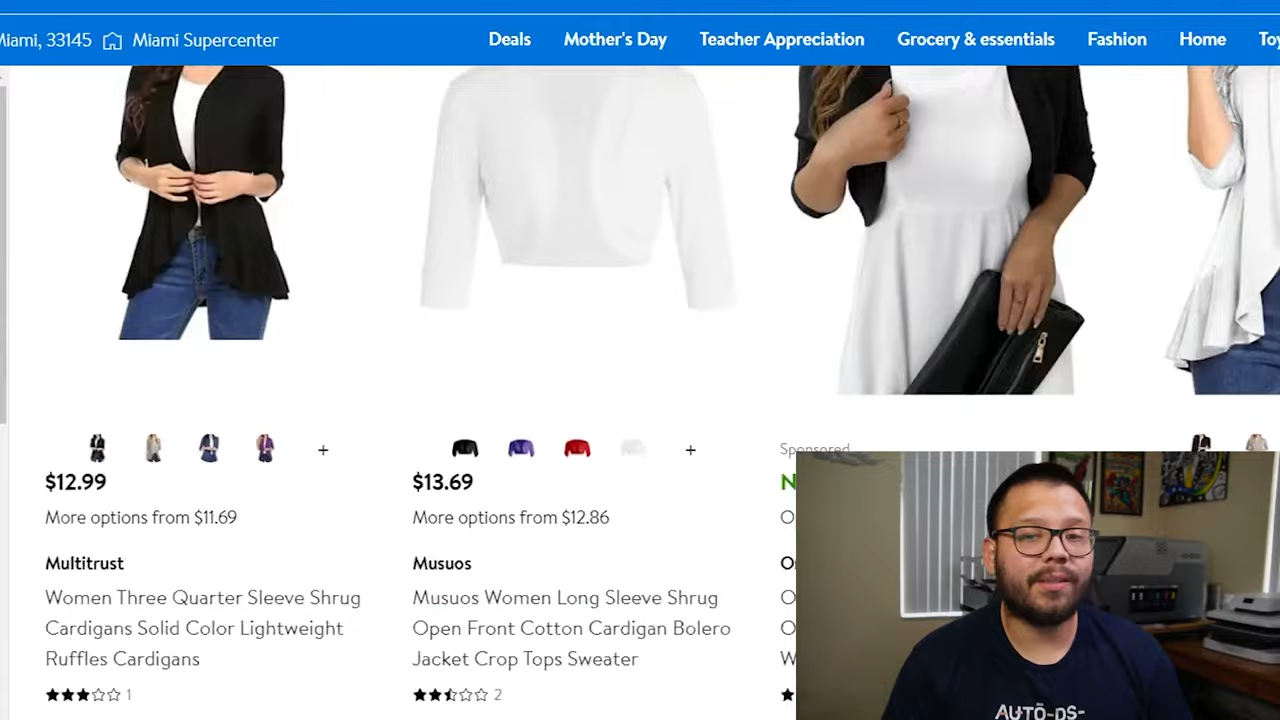 Miami, 33145 Miami Supercenter Deals Mother's Day Teacher Appreciation Grocery & essentials Fashion Home
+ + Sponsored
$12.99 $13.69 N
More options from $11.69 More options from $12.86 O
Multitrust Musuos O
Women Three Quarter Sleeve Shrug Musuos Women Long Sleeve Shrug O
Cardigans Solid Color Lightweight Open Front Cotton Cardigan Bolero O
Ruffles Cardigans Jacket Crop Tops Sweater W
1 2
AUTO-DS-